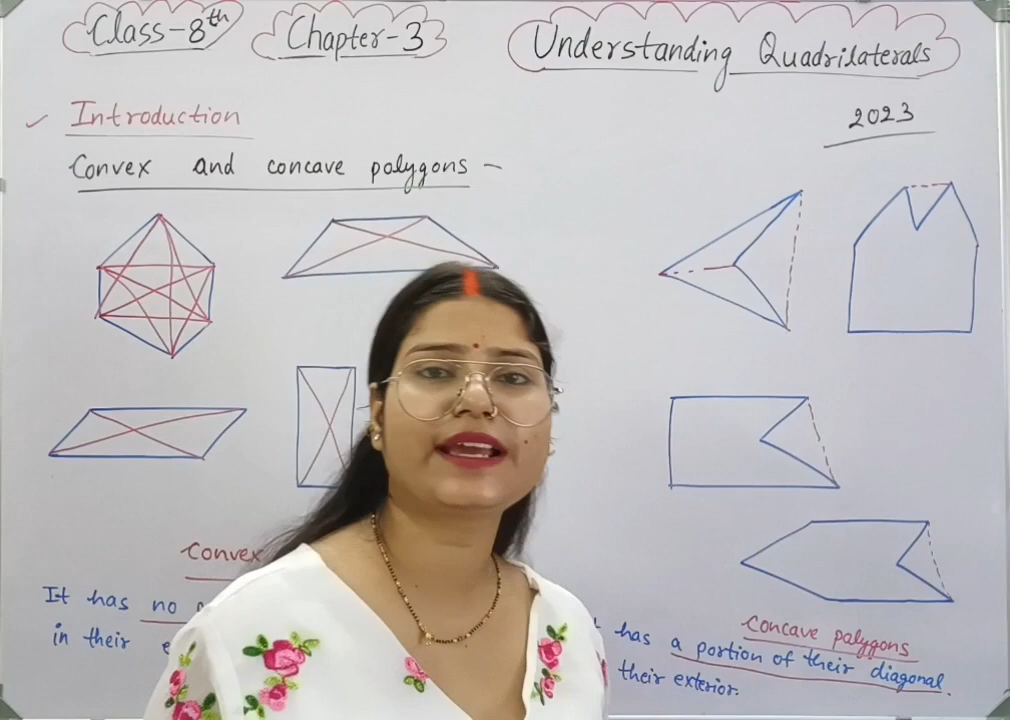 Class-8th Chapter-3 Understanding Quadrilaterals
Introduction
2023
Convex and concave polygons -
Convex
It has no
in their
concave polygons
has a portion of their diagonal
their exterior.